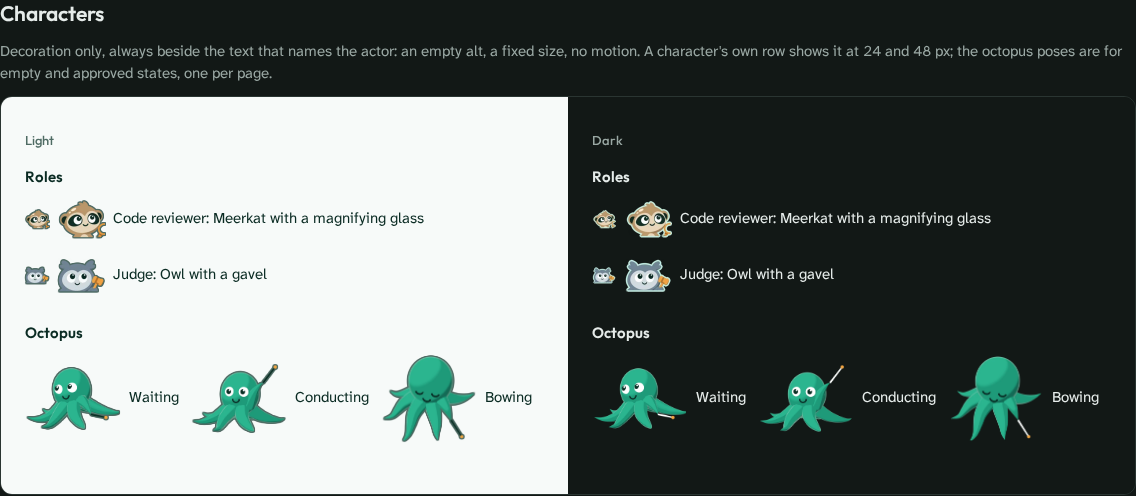 Characters
Decoration only, always beside the text that names the actor: an empty alt, a fixed size, no motion. A character's own row shows it at 24 and 48 px; the octopus poses are for
empty and approved states, one per page.
Light
Roles
Code reviewer: Meerkat with a magnifying glass
Judge: Owl with a gavel
Octopus
Waiting
Conducting
Bowing
Dark
Roles
Code reviewer: Meerkat with a magnifying glass
Judge: Owl with a gavel
Octopus
Waiting
Conducting
Bowing